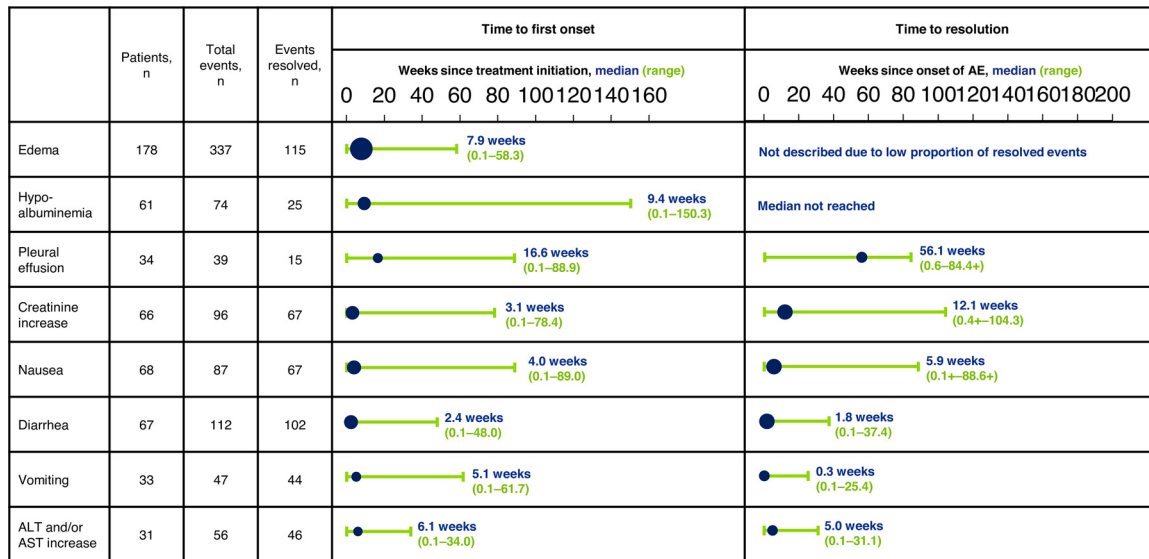 Patients,
n
Total
events,
n
Events
resolved,
n
Time to first onset
Time to resolution
Weeks since treatment initiation, median (range)
0 20 40 60 80 100 120 140 160
Weeks since onset of AE, median (range)
0 20 40 60 80 100 120 140 160 180 200
Edema 178 337 115
7.9 weeks
(0.1–58.3)
Not described due to low proportion of resolved events
Hypo-
albuminemia 61 74 25
9.4 weeks
(0.1–150.3)
Median not reached
Pleural
effusion 34 39 15
16.6 weeks
(0.1–88.9)
56.1 weeks
(0.6–84.4+)
Creatinine
increase 66 96 67
3.1 weeks
(0.1–78.4)
12.1 weeks
(0.4+–104.3)
Nausea 68 87 67
4.0 weeks
(0.1–89.0)
5.9 weeks
(0.1+–88.6+)
Diarrhea 67 112 102
2.4 weeks
(0.1–48.0)
1.8 weeks
(0.1–37.4)
Vomiting 33 47 44
5.1 weeks
(0.1–61.7)
0.3 weeks
(0.1–25.4)
ALT and/or
AST increase 31 56 46
6.1 weeks
(0.1–34.0)
5.0 weeks
(0.1–31.1)